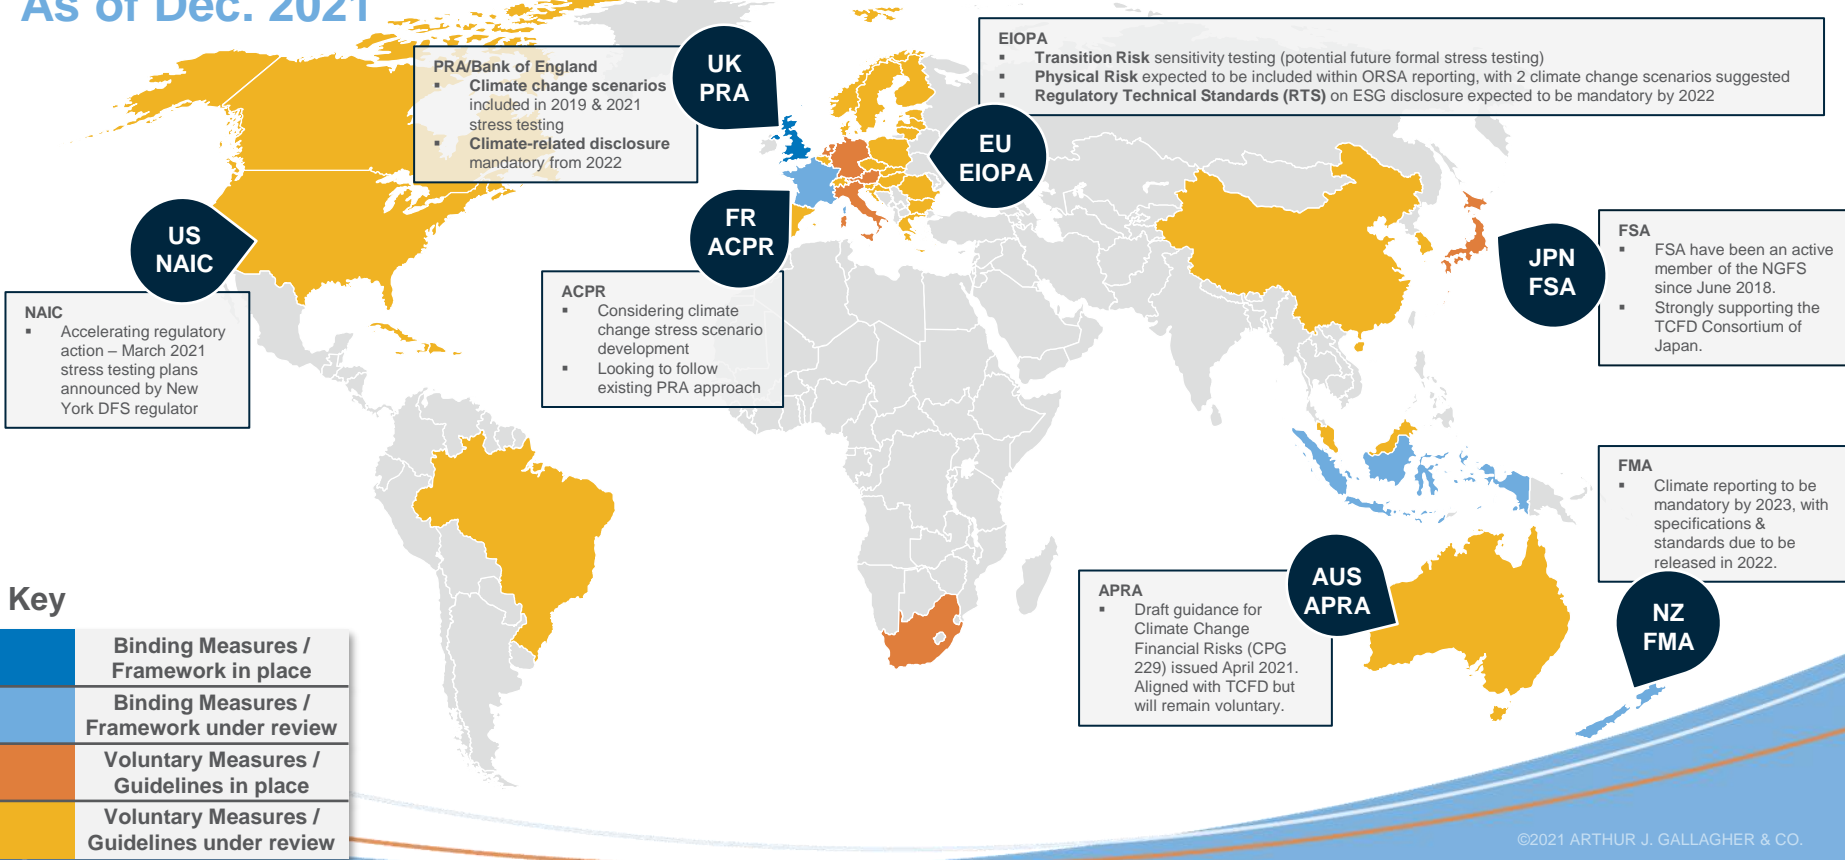 As of Dec. 2021
EIOPA
▪ Transition Risk sensitivity testing (potential future formal stress testing)
▪ Physical Risk expected to be included within ORSA reporting, with 2 climate change scenarios suggested
▪ Regulatory Technical Standards (RTS) on ESG disclosure expected to be mandatory by 2022
PRA/Bank of England
▪ Climate change scenarios
included in 2019 & 2021
stress testing
▪ Climate-related disclosure
mandatory from 2022
UK
PRA
EU
EIOPA
FR
ACPR
US
NAIC
JPN
FSA
FSA
▪ FSA have been an active
member of the NGFS
since June 2018.
▪ Strongly supporting the
TCFD Consortium of
Japan.
ACPR
▪ Considering climate
change stress scenario
development
▪ Looking to follow
existing PRA approach
NAIC
▪ Accelerating regulatory
action – March 2021
stress testing plans
announced by New
York DFS regulator
FMA
▪ Climate reporting to be
mandatory by 2023, with
specifications &
standards due to be
released in 2022.
APRA
▪ Draft guidance for
Climate Change
Financial Risks (CPG
229) issued April 2021.
Aligned with TCFD but
will remain voluntary.
AUS
APRA
NZ
FMA
Key
Binding Measures /
Framework in place
Binding Measures /
Framework under review
Voluntary Measures /
Guidelines in place
Voluntary Measures /
Guidelines under review
©2021 ARTHUR J. GALLAGHER & CO.